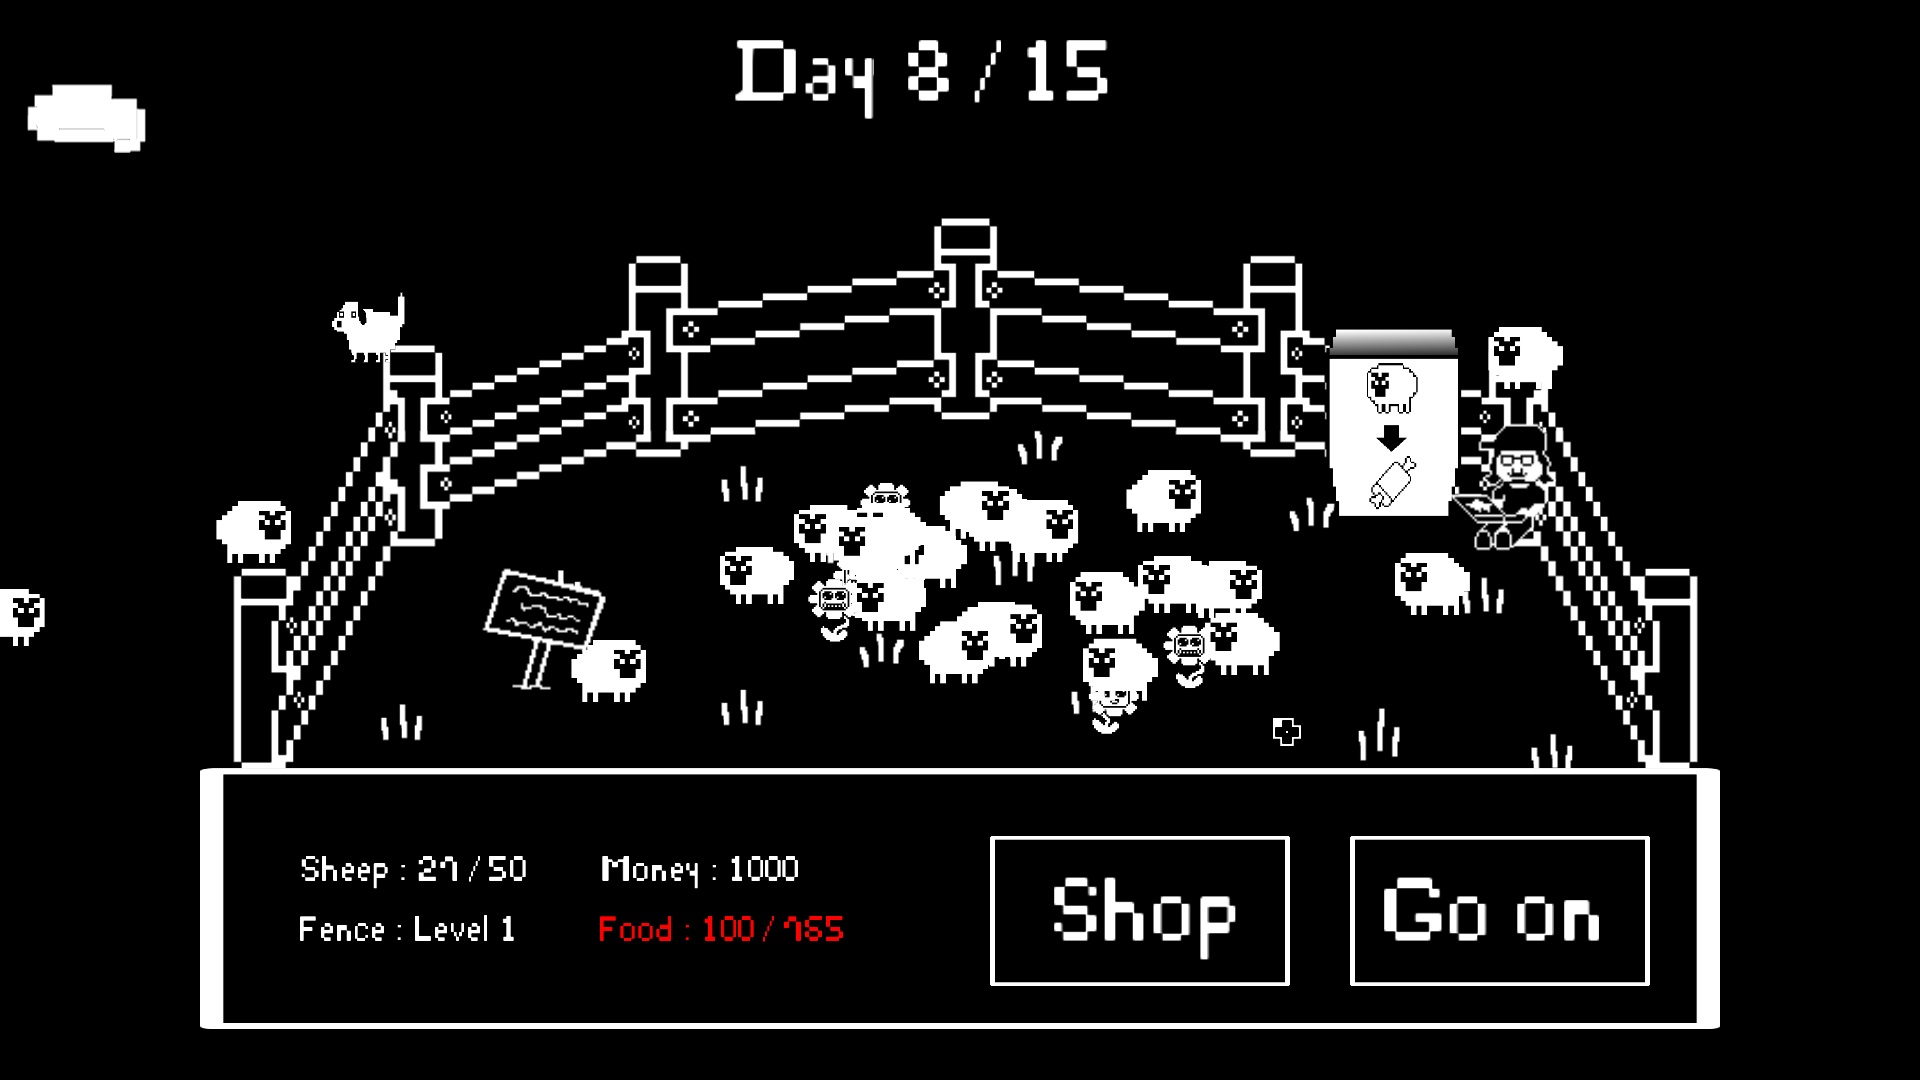 Day 8 / 15
Sheep : 27 / 50
Money : 1000
Fence : Level 1
Food : 100 / 765
Shop
Go on